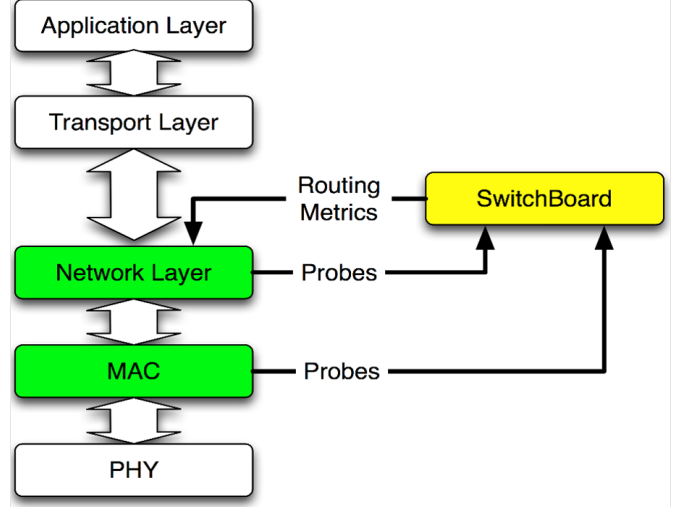 Application Layer
Transport Layer
Routing
Metrics
SwitchBoard
Network Layer
Probes
MAC
Probes
PHY